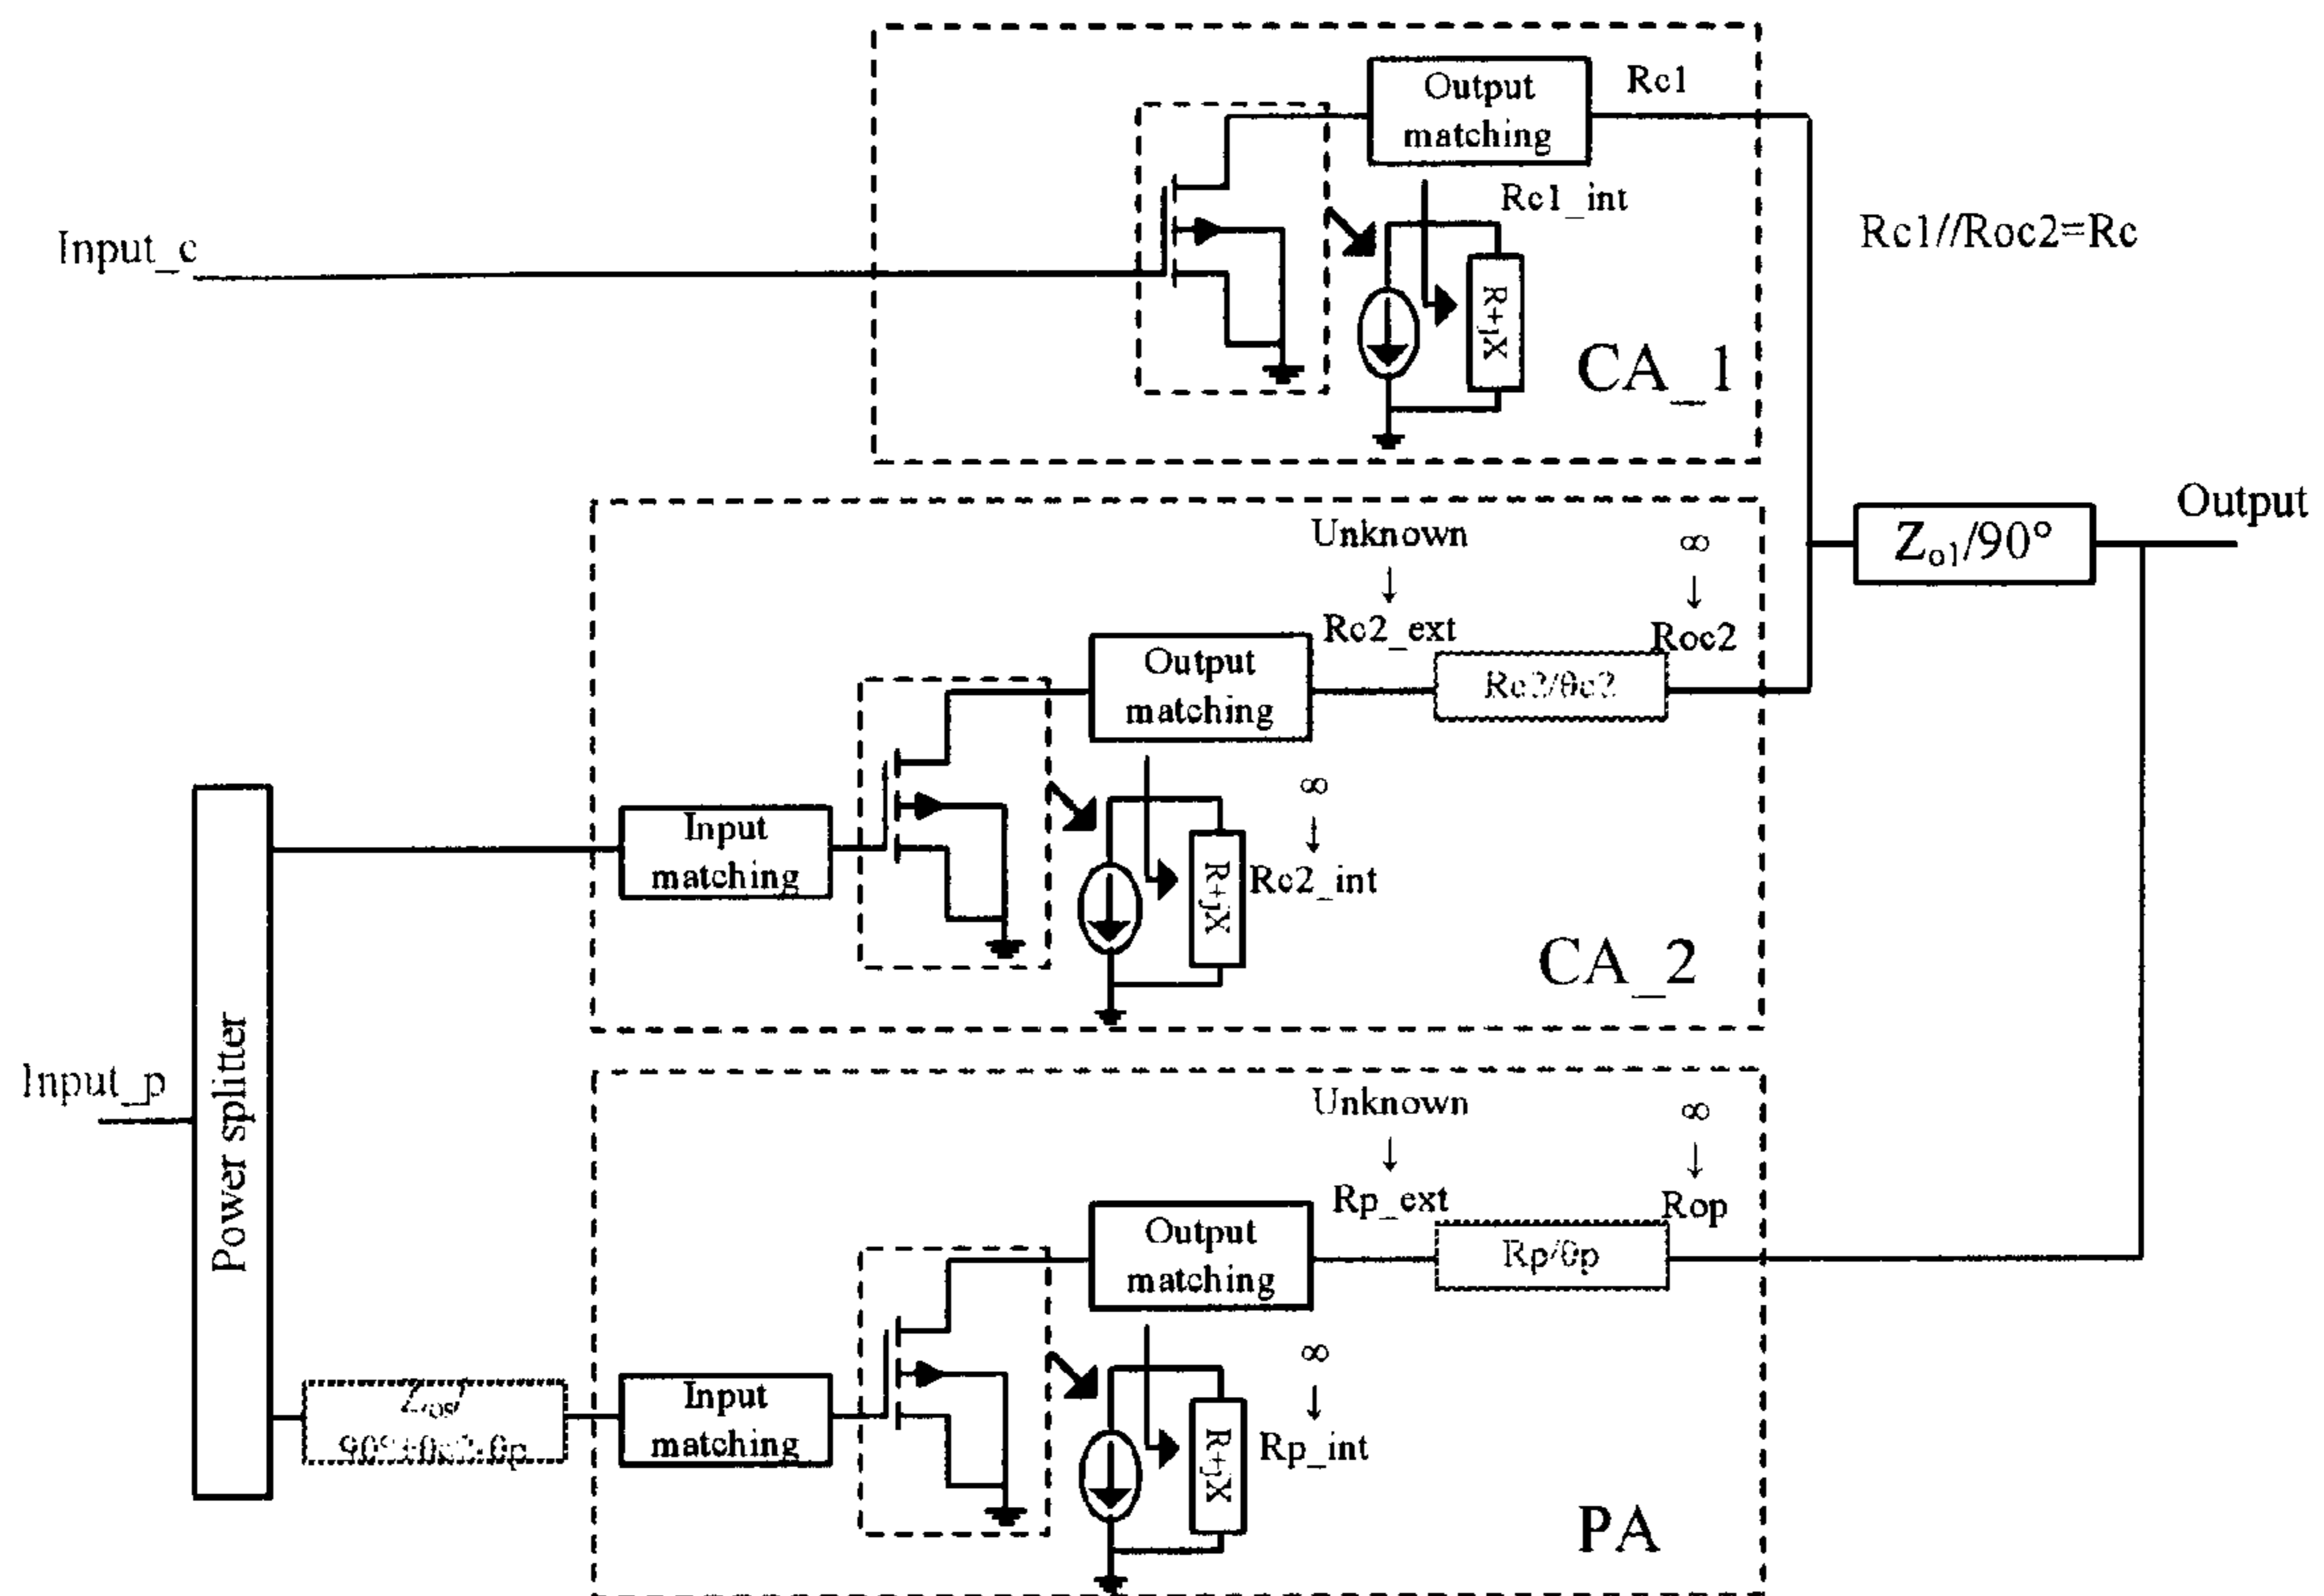 Output
matching
Rc1
Rc1_int
Input_c
R+jX
CA_1
Rc1//Roc2=Rc
Output
Zo1/90°
Unknown
↓
Rc2_ext
∞
↓
Roc2
Output
matching
Rc2/θc2
Input
matching
∞
↓
Rc2_int
R+jX
CA_2
Power splitter
Input_p
Unknown
↓
Rp_ext
∞
↓
Rop
Output
matching
Rp/θp
Input
matching
∞
↓
Rp_int
R+jX
PA